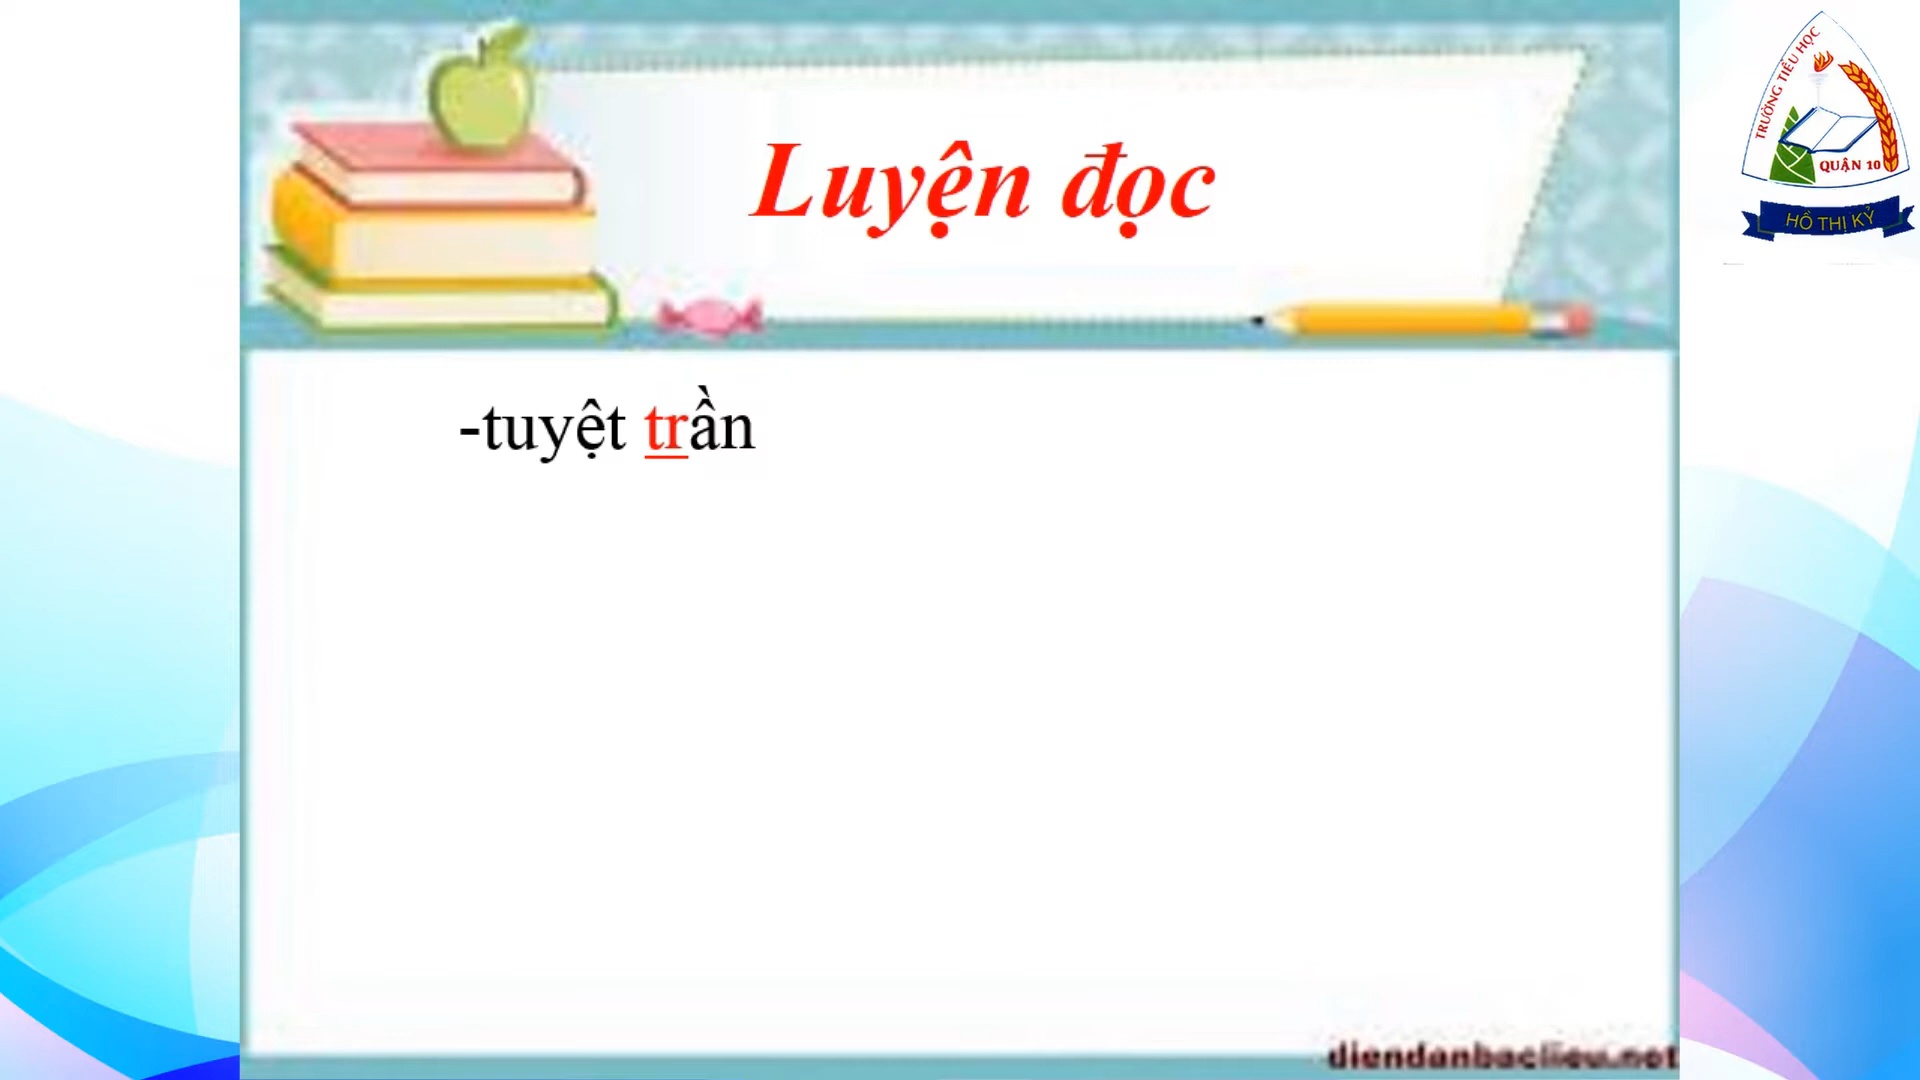 TRƯỜNG TIỂU HỌC
QUẬN 10
HỒ THỊ KỶ
Luyện đọc
-tuyệt trần
diendanbaclieu.net